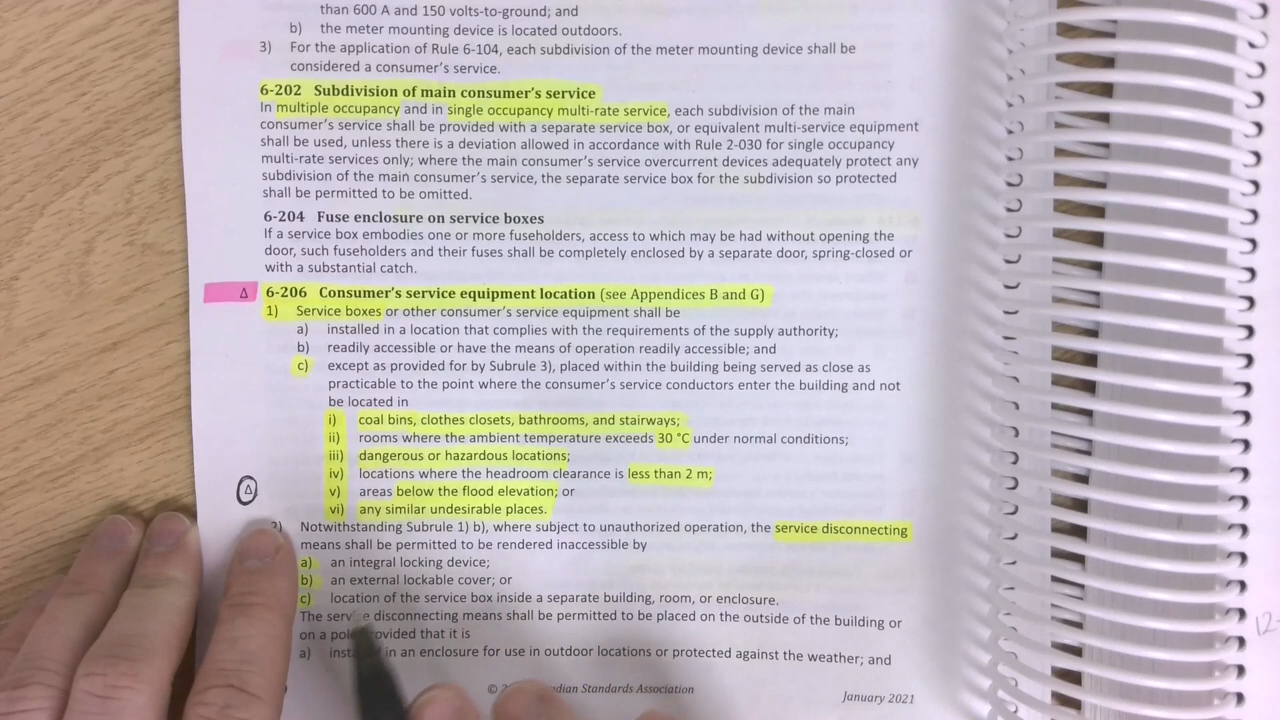 than 600 A and 150 volts-to-ground; and
b) the meter mounting device is located outdoors.
3) For the application of Rule 6-104, each subdivision of the meter mounting device shall be
considered a consumer's service.
6-202 Subdivision of main consumer's service
In multiple occupancy and in single occupancy multi-rate service, each subdivision of the main
consumer's service shall be provided with a separate service box, or equivalent multi-service equipment
shall be used, unless there is a deviation allowed in accordance with Rule 2-030 for single occupancy
multi-rate services only; where the main consumer's service overcurrent devices adequately protect any
subdivision of the main consumer's service, the separate service box for the subdivision so protected
shall be permitted to be omitted.
6-204 Fuse enclosure on service boxes
If a service box embodies one or more fuseholders, access to which may be had without opening the
door, such fuseholders and their fuses shall be completely enclosed by a separate door, spring-closed or
with a substantial catch.
Δ 6-206 Consumer's service equipment location (see Appendices B and G)
1) Service boxes or other consumer's service equipment shall be
a) installed in a location that complies with the requirements of the supply authority;
b) readily accessible or have the means of operation readily accessible; and
c) except as provided for by Subrule 3), placed within the building being served as close as
practicable to the point where the consumer's service conductors enter the building and not
be located in
i) coal bins, clothes closets, bathrooms, and stairways;
ii) rooms where the ambient temperature exceeds 30 °C under normal conditions;
iii) dangerous or hazardous locations;
iv) locations where the headroom clearance is less than 2 m;
Δ v) areas below the flood elevation; or
vi) any similar undesirable places.
2) Notwithstanding Subrule 1) b), where subject to unauthorized operation, the service disconnecting
means shall be permitted to be rendered inaccessible by
a) an integral locking device;
b) an external lockable cover; or
c) location of the service box inside a separate building, room, or enclosure.
The service disconnecting means shall be permitted to be placed on the outside of the building or
on a pole provided that it is
a) in an enclosure for use in outdoor locations or protected against the weather; and
© Standards Association
January 2021
12-